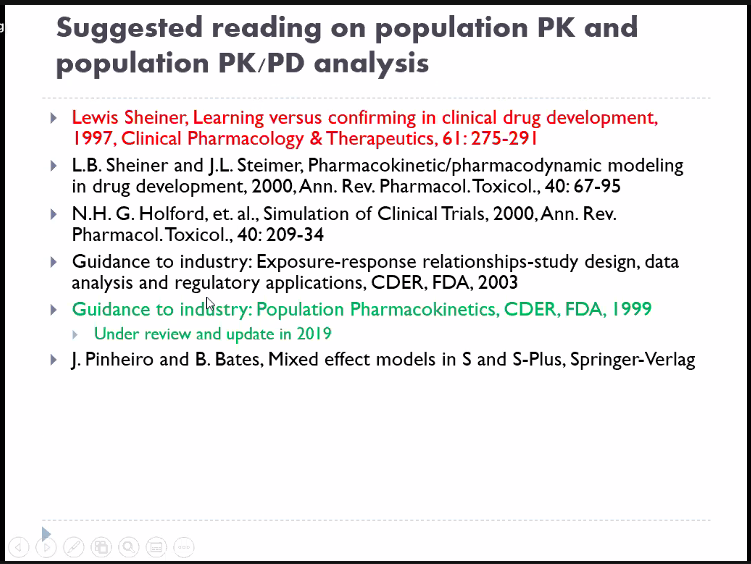 Suggested reading on population PK and
population PK/PD analysis
Lewis Sheiner, Learning versus confirming in clinical drug development,
1997, Clinical Pharmacology & Therapeutics, 61: 275-291
L.B. Sheiner and J.L. Steimer, Pharmacokinetic/pharmacodynamic modeling
in drug development, 2000, Ann. Rev. Pharmacol. Toxicol., 40: 67-95
N.H. G. Holford, et. al., Simulation of Clinical Trials, 2000, Ann. Rev.
Pharmacol. Toxicol., 40: 209-34
Guidance to industry: Exposure-response relationships-study design, data
analysis and regulatory applications, CDER, FDA, 2003
Guidance to industry: Population Pharmacokinetics, CDER, FDA, 1999
Under review and update in 2019
J. Pinheiro and B. Bates, Mixed effect models in S and S-Plus, Springer-Verlag